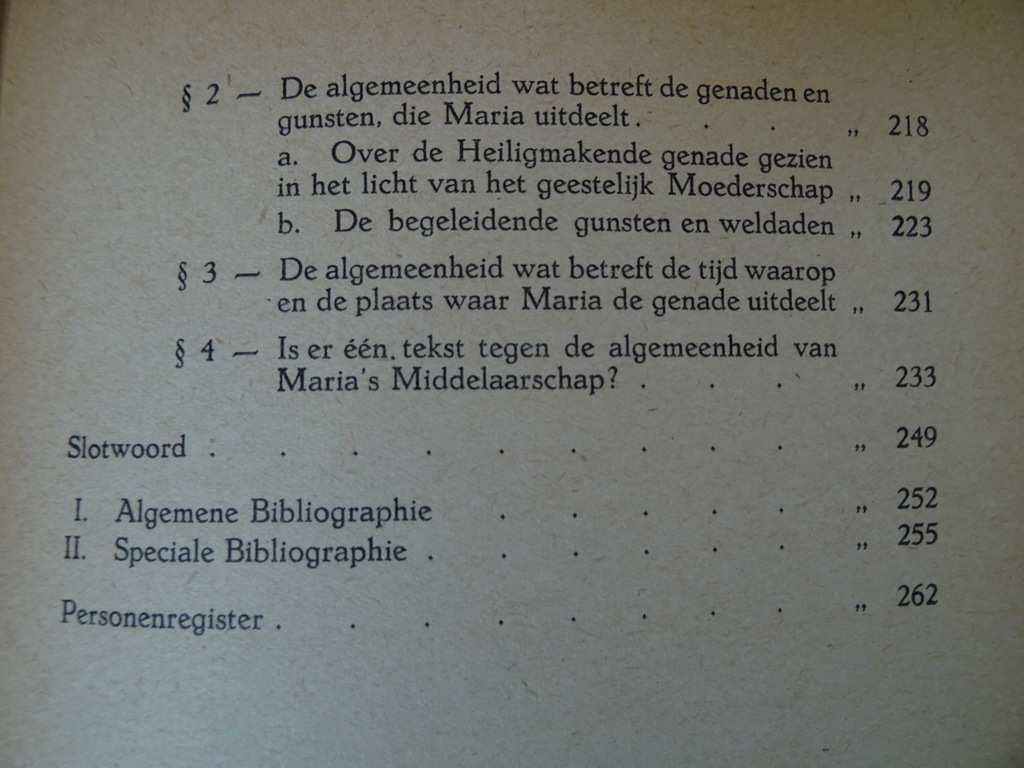 § 2 — De algemeenheid wat betreft de genaden en
gunsten, die Maria uitdeelt. . . „ 218
a. Over de Heiligmakende genade gezien
in het licht van het geestelijk Moederschap „ 219
b. De begeleidende gunsten en weldaden „ 223
§ 3 — De algemeenheid wat betreft de tijd waarop
en de plaats waar Maria de genade uitdeelt „ 231
§ 4 — Is er één. tekst tegen de algemeenheid van
Maria's Middelaarschap? . . . „ 233
Slotwoord . . . . . . . . . „ 249
I. Algemene Bibliographie . . . . . „ 252
II. Speciale Bibliographie . . . . . . „ 255
Personenregister . . . . . . . . „ 262